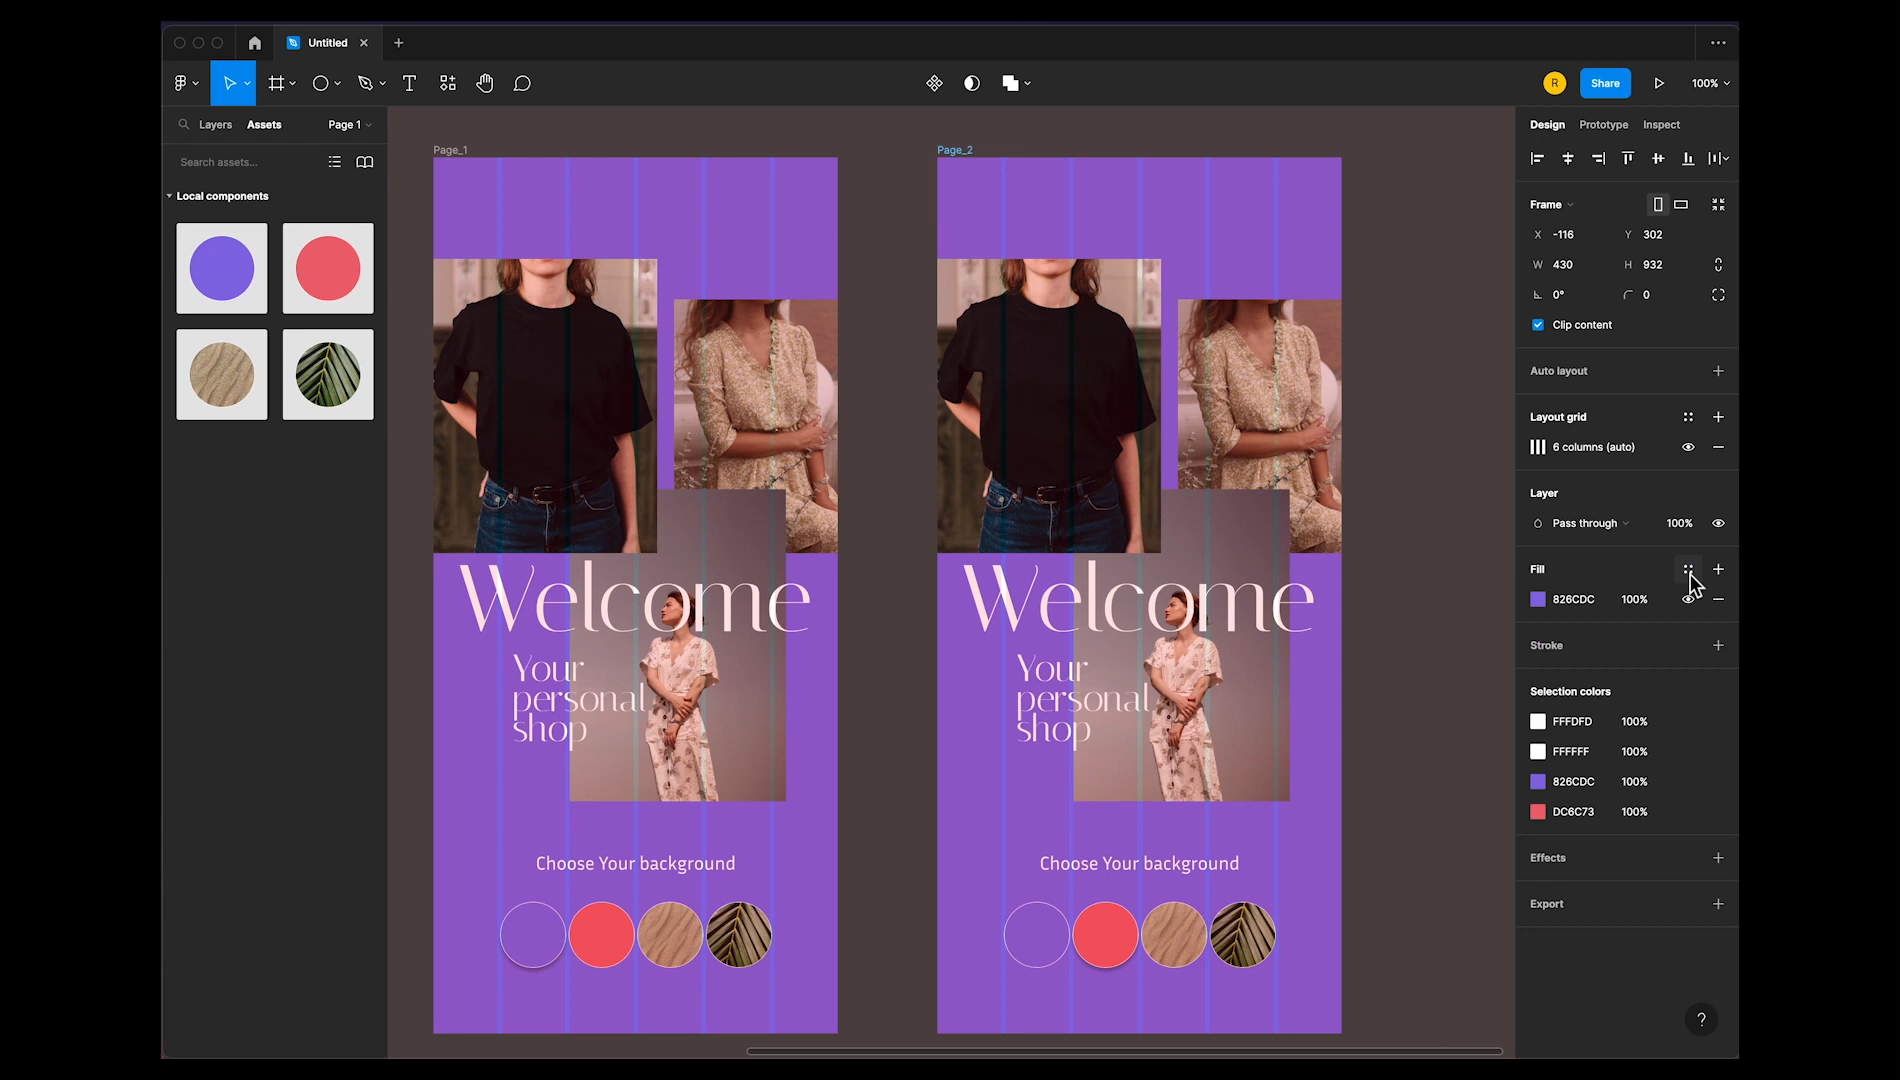 Untitled
R
Share
100%
Layers
Assets
Page 1
Search assets...
Local components
Page_1
Welcome
Your
personal
shop
Choose Your background
Page_2
Welcome
Your
personal
shop
Choose Your background
Design
Prototype
Inspect
Frame
X -116
Y 302
W 430
H 932
0°
0
Clip content
Auto layout
Layout grid
6 columns (auto)
Layer
Pass through
100%
Fill
826CDC
100%
Stroke
Selection colors
FFFDFD
100%
FFFFFF
100%
826CDC
100%
DC6C73
100%
Effects
Export
?